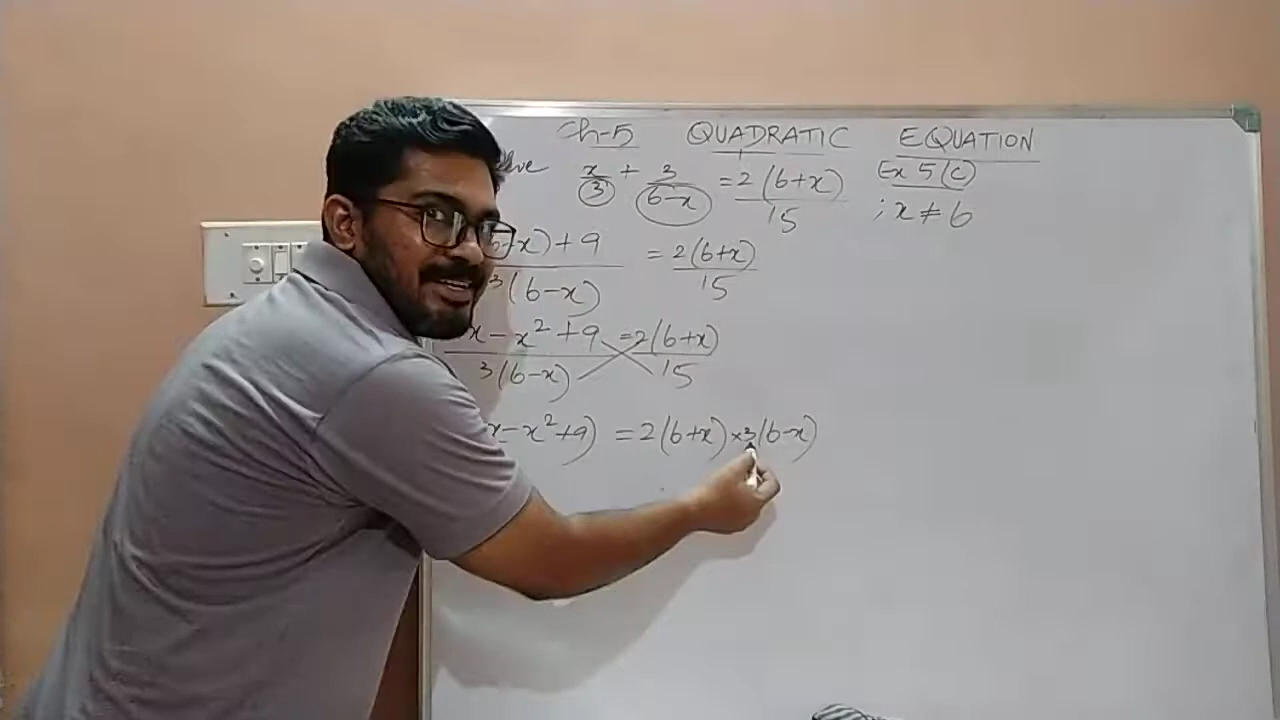 Ch-5 QUADRATIC EQUATION
x/3 + 3/(6-x) = 2(6+x)/15 Ex 5(c)
; x ≠ 6
-x)+9 / 3(6-x) = 2(6+x)/15
x-x²+9 / 3(6-x) = 2(6+x)/15
x-x²+9) = 2(6+x)×3(6-x)